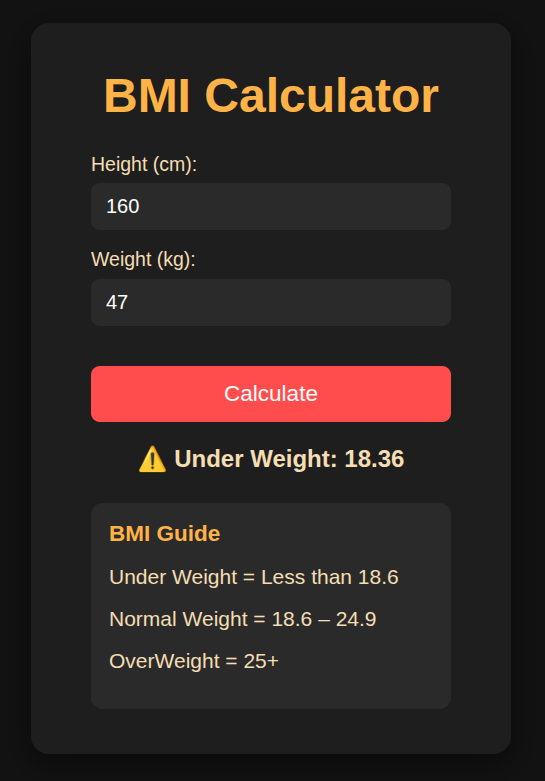 BMI Calculator
Height (cm):
160
Weight (kg):
47
Calculate
⚠️ Under Weight: 18.36
BMI Guide
Under Weight = Less than 18.6
Normal Weight = 18.6 – 24.9
OverWeight = 25+